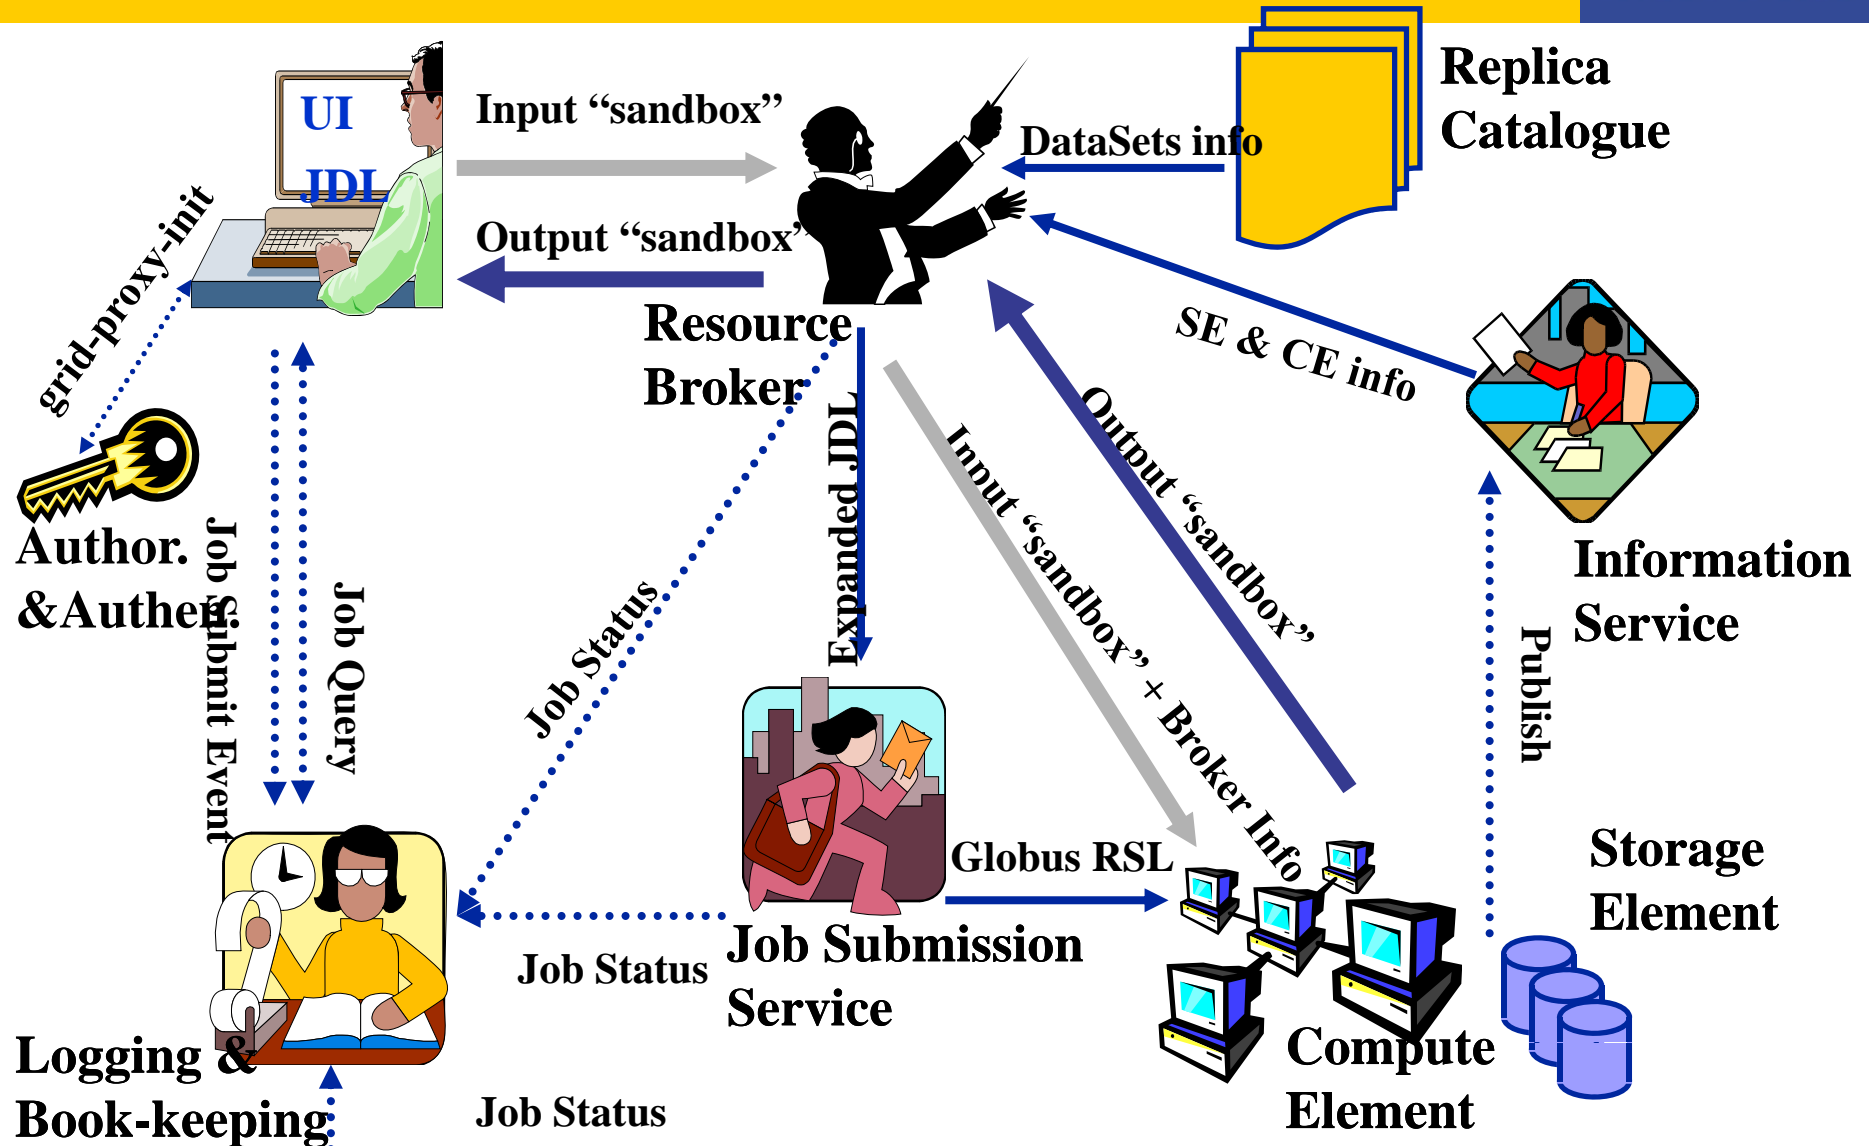 UI
JDL
Input “sandbox”
Output “sandbox”
DataSets info
Replica
Catalogue
grid-proxy-init
Resource
Broker
SE & CE info
Author.
&Authen.
Job Submit Event
Job Query
Job Status
Expanded JDL
Input “sandbox” + Broker Info
Output “sandbox”
Information
Service
Publish
Globus RSL
Storage
Element
Job Status
Job Submission
Service
Compute
Element
Logging &
Book-keeping
Job Status